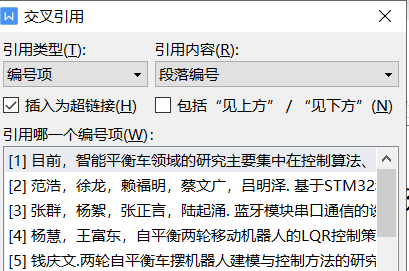 交叉引用
引用类型(T): 引用内容(R):
编号项 段落编号
插入为超链接(H) 包括“见上方” / “见下方”(N)
引用哪一个编号项(W):
[1] 目前，智能平衡车领域的研究主要集中在控制算法、
[2] 范浩，徐龙，赖福明，蔡文广，吕明泽. 基于STM32
[3] 张群，杨絮，张正言，陆起涌. 蓝牙模块串口通信的
[4] 杨慧，王富东，自平衡两轮移动机器人的LQR控制策
[5] 钱庆文.两轮自平衡车摆机器人建模与控制方法的研